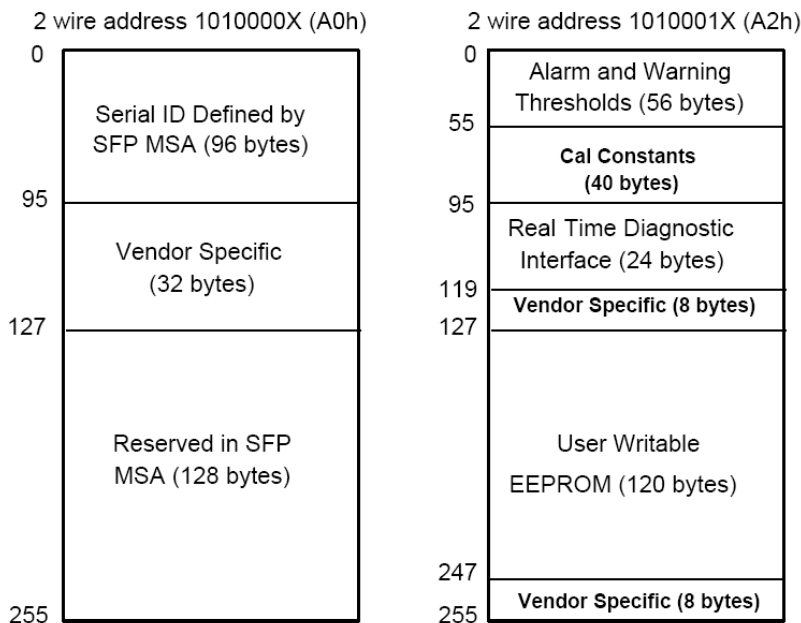 2 wire address 1010000X (A0h)
0
Serial ID Defined by
SFP MSA (96 bytes)
95
Vendor Specific
(32 bytes)
127
Reserved in SFP
MSA (128 bytes)
255
2 wire address 1010001X (A2h)
0
Alarm and Warning
Thresholds (56 bytes)
55
Cal Constants
(40 bytes)
95
Real Time Diagnostic
Interface (24 bytes)
119
Vendor Specific (8 bytes)
127
User Writable
EEPROM (120 bytes)
247
Vendor Specific (8 bytes)
255